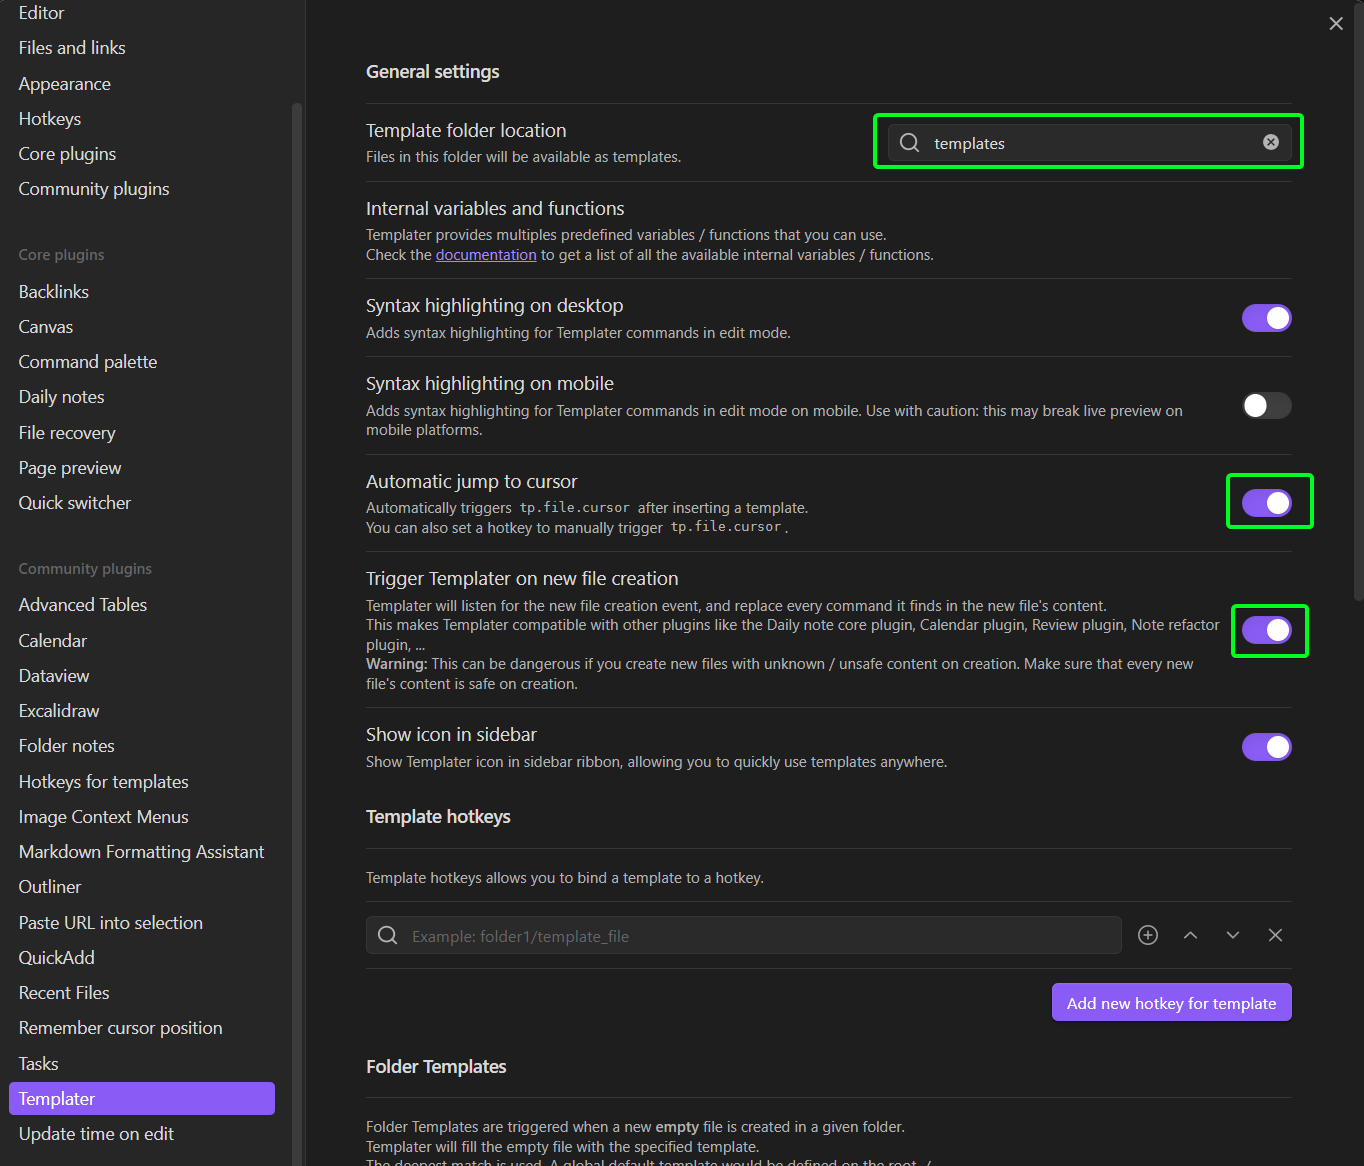 Editor
Files and links
Appearance
Hotkeys
Core plugins
Community plugins
Core plugins
Backlinks
Canvas
Command palette
Daily notes
File recovery
Page preview
Quick switcher
Community plugins
Advanced Tables
Calendar
Dataview
Excalidraw
Folder notes
Hotkeys for templates
Image Context Menus
Markdown Formatting Assistant
Outliner
Paste URL into selection
QuickAdd
Recent Files
Remember cursor position
Tasks
Templater
Update time on edit
General settings
Template folder location
Files in this folder will be available as templates.
templates
Internal variables and functions
Templater provides multiples predefined variables / functions that you can use.
Check the documentation to get a list of all the available internal variables / functions.
Syntax highlighting on desktop
Adds syntax highlighting for Templater commands in edit mode.
Syntax highlighting on mobile
Adds syntax highlighting for Templater commands in edit mode on mobile. Use with caution: this may break live preview on
mobile platforms.
Automatic jump to cursor
Automatically triggers tp.file.cursor after inserting a template.
You can also set a hotkey to manually trigger tp.file.cursor.
Trigger Templater on new file creation
Templater will listen for the new file creation event, and replace every command it finds in the new file's content.
This makes Templater compatible with other plugins like the Daily note core plugin, Calendar plugin, Review plugin, Note refactor
plugin, ...
Warning: This can be dangerous if you create new files with unknown / unsafe content on creation. Make sure that every new
file's content is safe on creation.
Show icon in sidebar
Show Templater icon in sidebar ribbon, allowing you to quickly use templates anywhere.
Template hotkeys
Template hotkeys allows you to bind a template to a hotkey.
Example: folder1/template_file
Add new hotkey for template
Folder Templates
Folder Templates are triggered when a new empty file is created in a given folder.
Templater will fill the empty file with the specified template.
The deepest match is used. A global default template would be defined on the root /